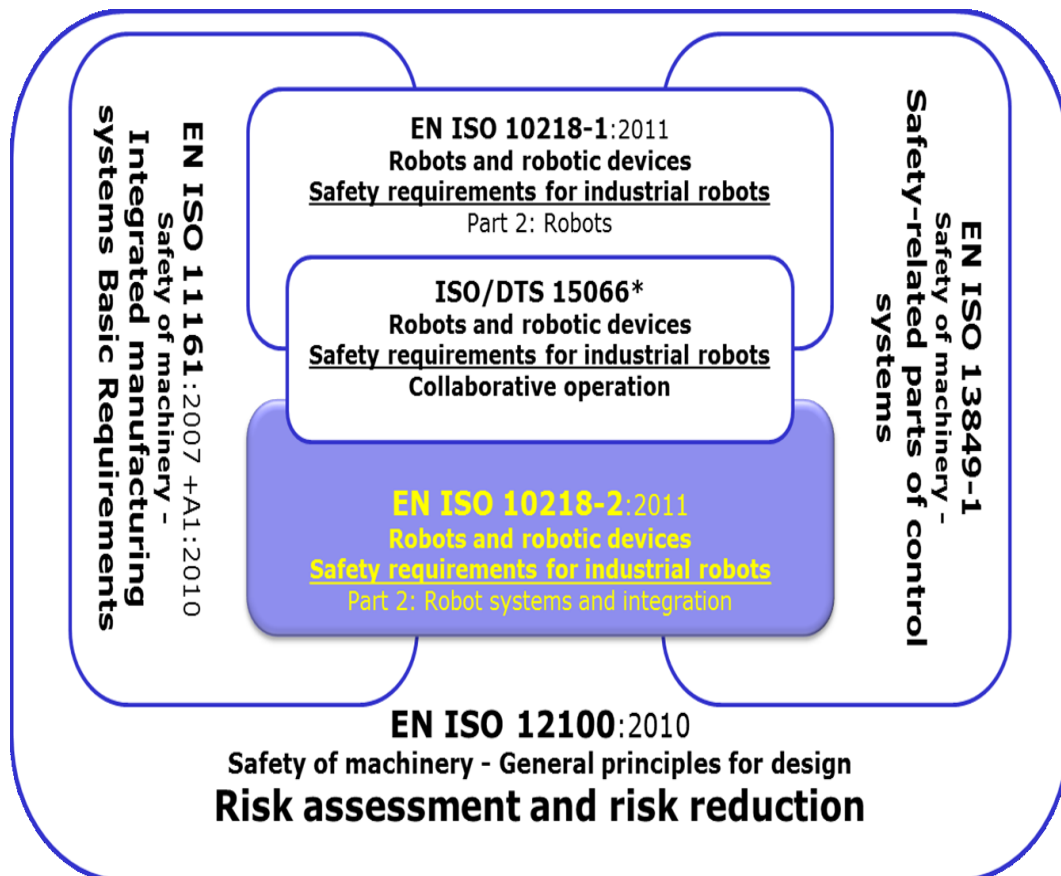 EN ISO 11161:2007 +A1:2010
Safety of machinery -
Integrated manufacturing
systems Basic Requirements
EN ISO 10218-1:2011
Robots and robotic devices
Safety requirements for industrial robots
Part 2: Robots
ISO/DTS 15066*
Robots and robotic devices
Safety requirements for industrial robots
Collaborative operation
EN ISO 10218-2:2011
Robots and robotic devices
Safety requirements for industrial robots
Part 2: Robot systems and integration
EN ISO 13849-1
Safety of machinery -
Safety-related parts of control
systems
EN ISO 12100:2010
Safety of machinery - General principles for design
Risk assessment and risk reduction